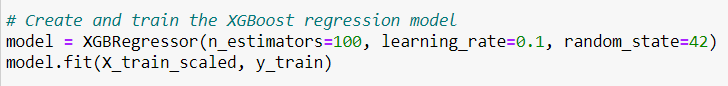 # Create and train the XGBoost regression model
model = XGBRegressor(n_estimators=100, learning_rate=0.1, random_state=42)
model.fit(X_train_scaled, y_train)